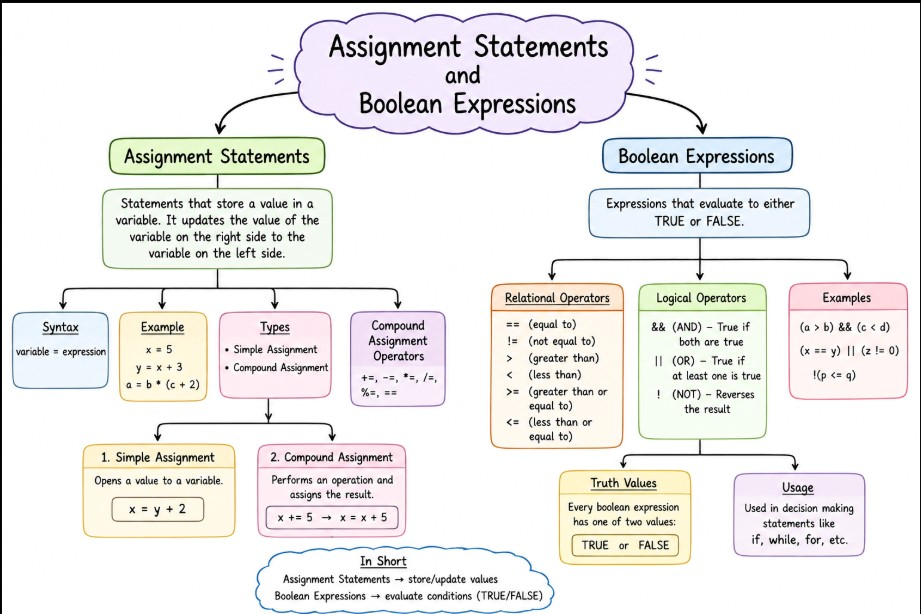 Assignment Statements
and
Boolean Expressions
Assignment Statements
Statements that store a value in a
variable. It updates the value of the
variable on the right side to the
variable on the left side.
Syntax
variable = expression
Example
x = 5
y = x + 3
a = b * (c + 2)
Types
• Simple Assignment
• Compound Assignment
Compound
Assignment
Operators
+=, -=, *=, /=,
%=, ==
1. Simple Assignment
Opens a value to a variable.
x = y + 2
2. Compound Assignment
Performs an operation and
assigns the result.
x += 5 → x = x + 5
Boolean Expressions
Expressions that evaluate to either
TRUE or FALSE.
Relational Operators
== (equal to)
!= (not equal to)
> (greater than)
< (less than)
>= (greater than or
equal to)
<= (less than or
equal to)
Logical Operators
&& (AND) – True if
both are true
|| (OR) – True if
at least one is true
! (NOT) – Reverses
the result
Examples
(a > b) && (c < d)
(x == y) || (z != 0)
!(p <= q)
Truth Values
Every boolean expression
has one of two values:
TRUE or FALSE
Usage
Used in decision making
statements like
if, while, for, etc.
In Short
Assignment Statements → store/update values
Boolean Expressions → evaluate conditions (TRUE/FALSE)